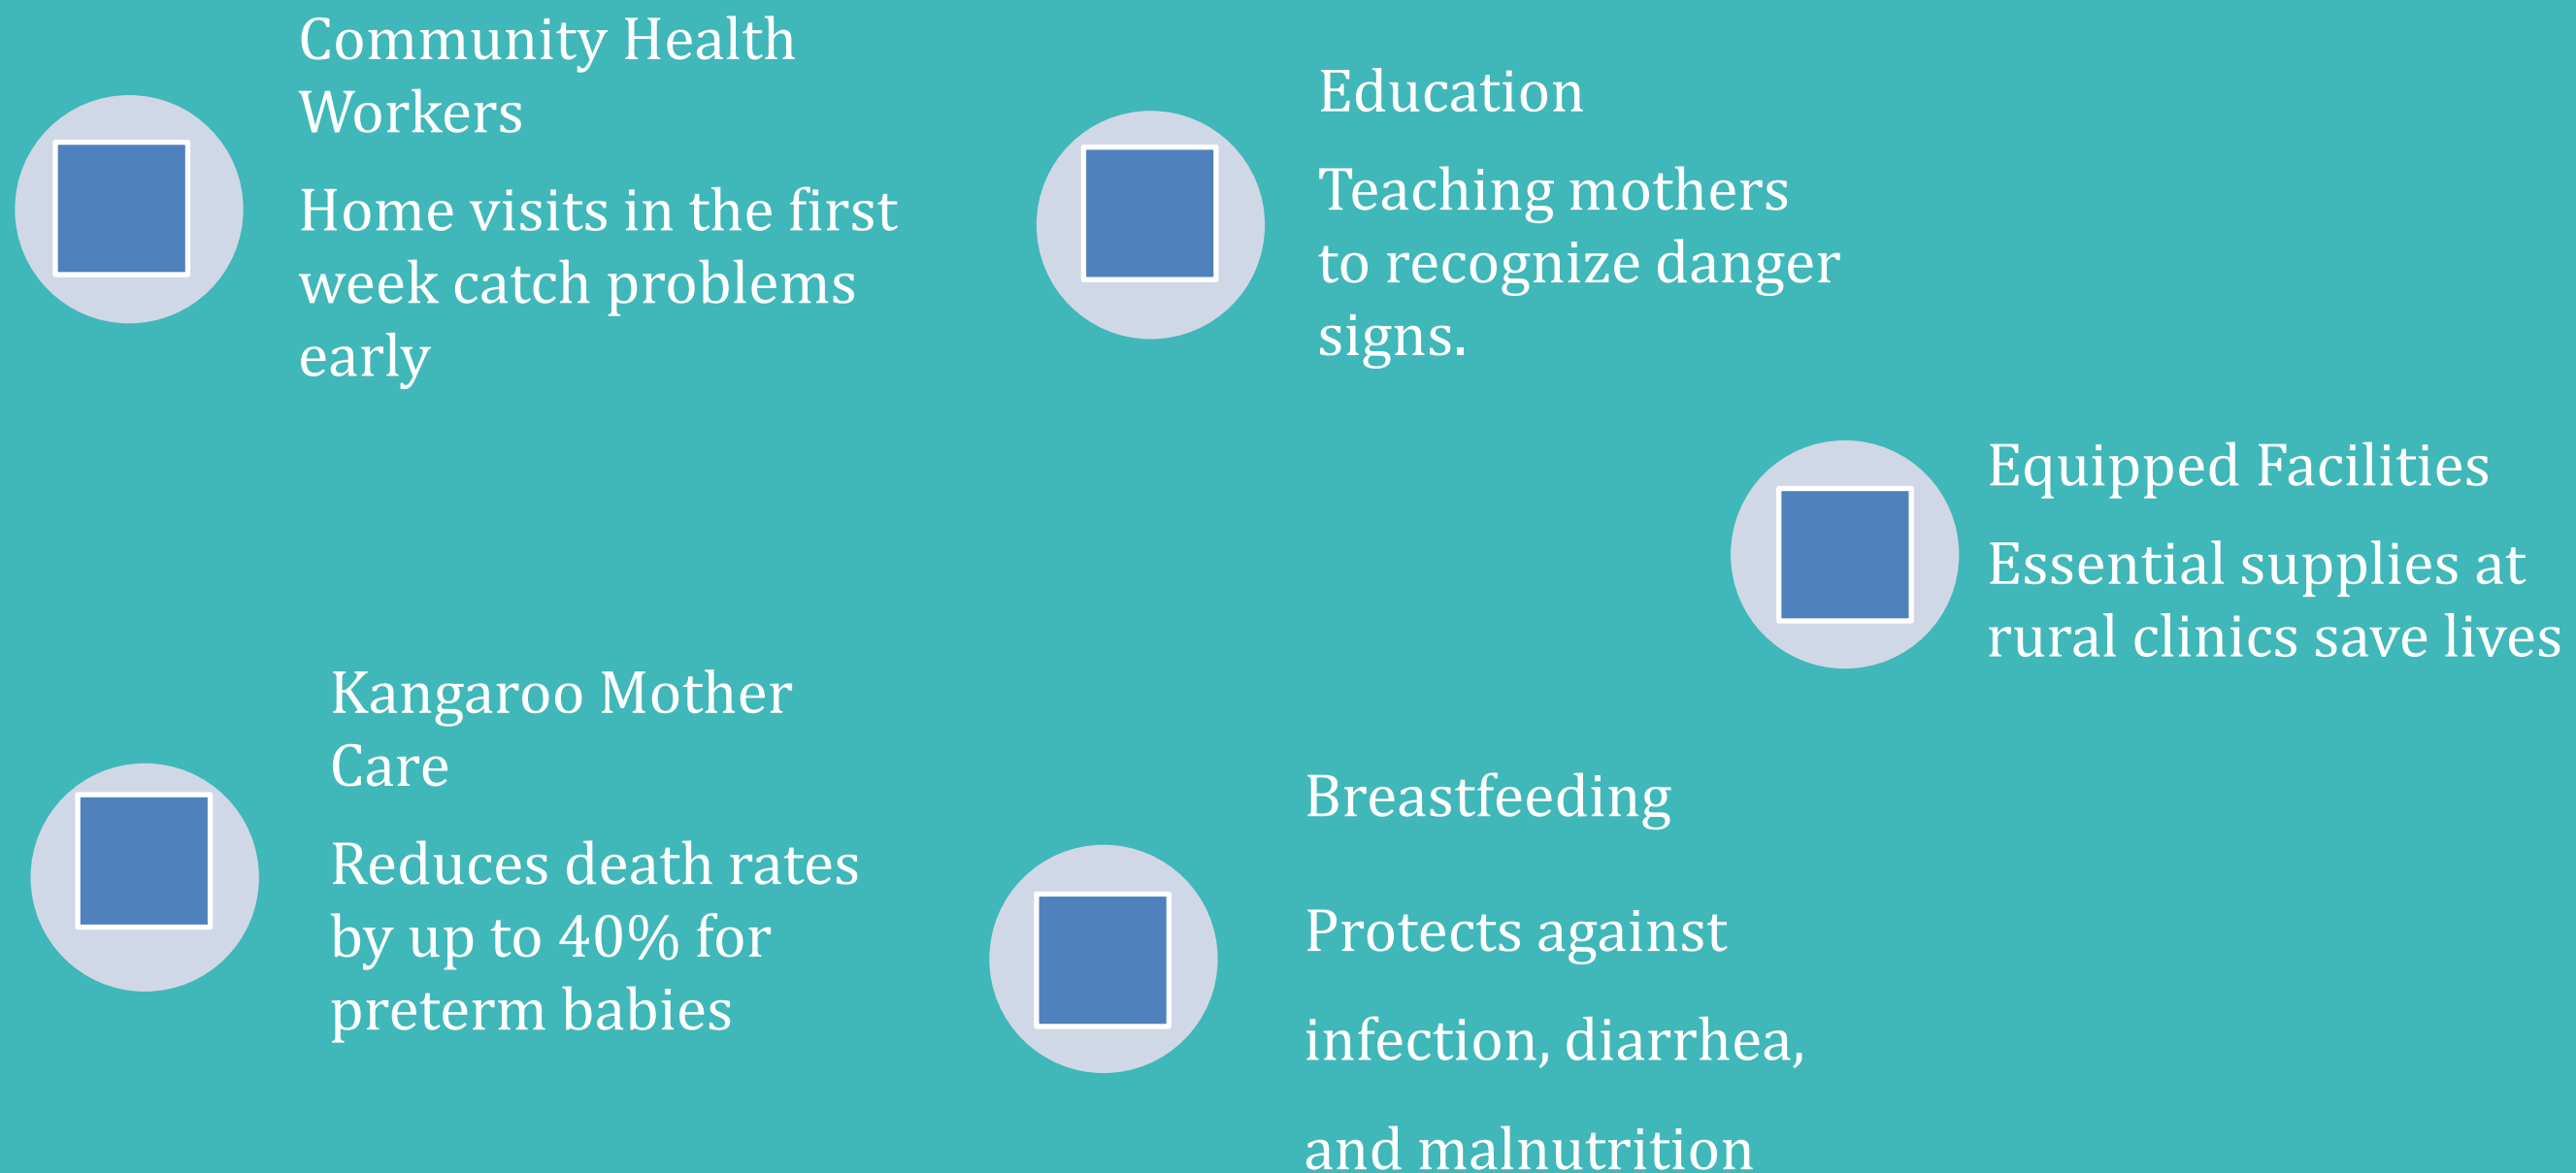 Community Health
Workers
Home visits in the first
week catch problems
early
Education
Teaching mothers
to recognize danger
signs.
Equipped Facilities
Essential supplies at
rural clinics save lives
Kangaroo Mother
Care
Reduces death rates
by up to 40% for
preterm babies
Breastfeeding
Protects against
infection, diarrhea,
and malnutrition